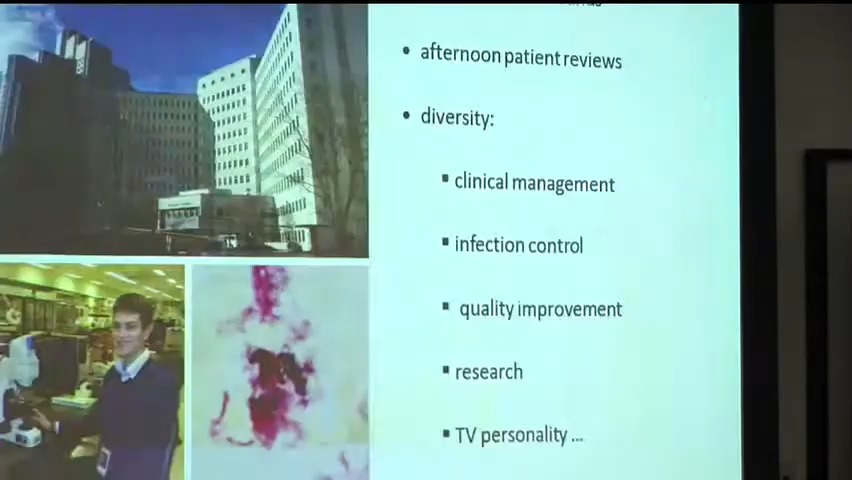 • afternoon patient reviews
• diversity:
▪ clinical management
▪ infection control
▪ quality improvement
▪ research
▪ TV personality ...